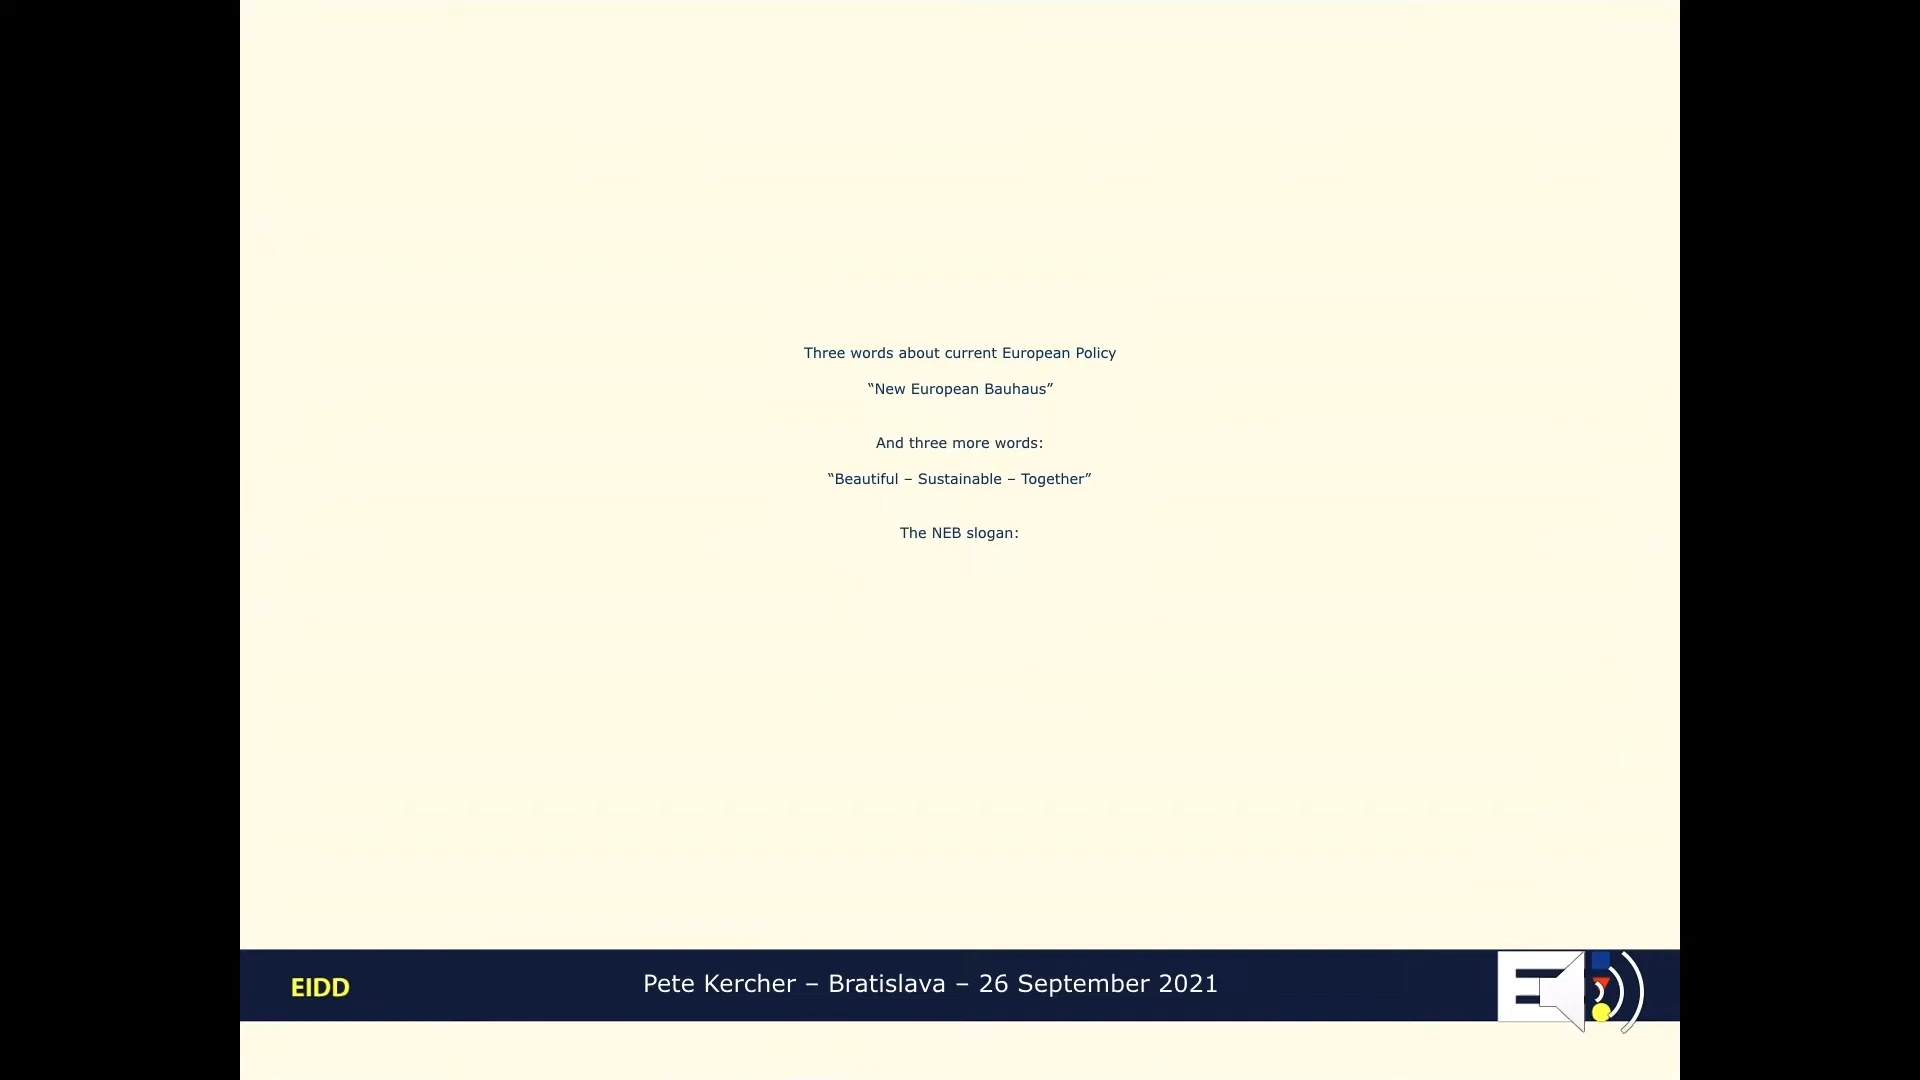 Three words about current European Policy
“New European Bauhaus”
And three more words:
“Beautiful – Sustainable – Together”
The NEB slogan:
EIDD
Pete Kercher – Bratislava – 26 September 2021